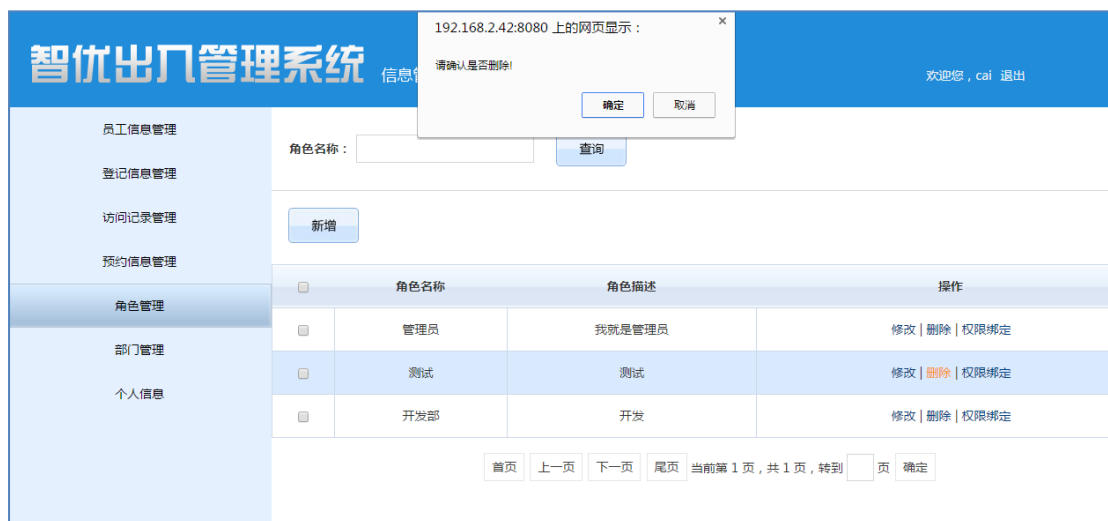 192.168.2.42:8080 上的网页显示：
×
请确认是否删除!
确定 取消
智优出入管理系统 信息
欢迎您，cai 退出
员工信息管理
登记信息管理
访问记录管理
预约信息管理
角色管理
部门管理
个人信息
角色名称： 查询
新增
角色名称 角色描述 操作
管理员 我就是管理员 修改 | 删除 | 权限绑定
测试 测试 修改 | 删除 | 权限绑定
开发部 开发 修改 | 删除 | 权限绑定
首页 上一页 下一页 尾页 当前第 1 页，共 1 页，转到 页 确定